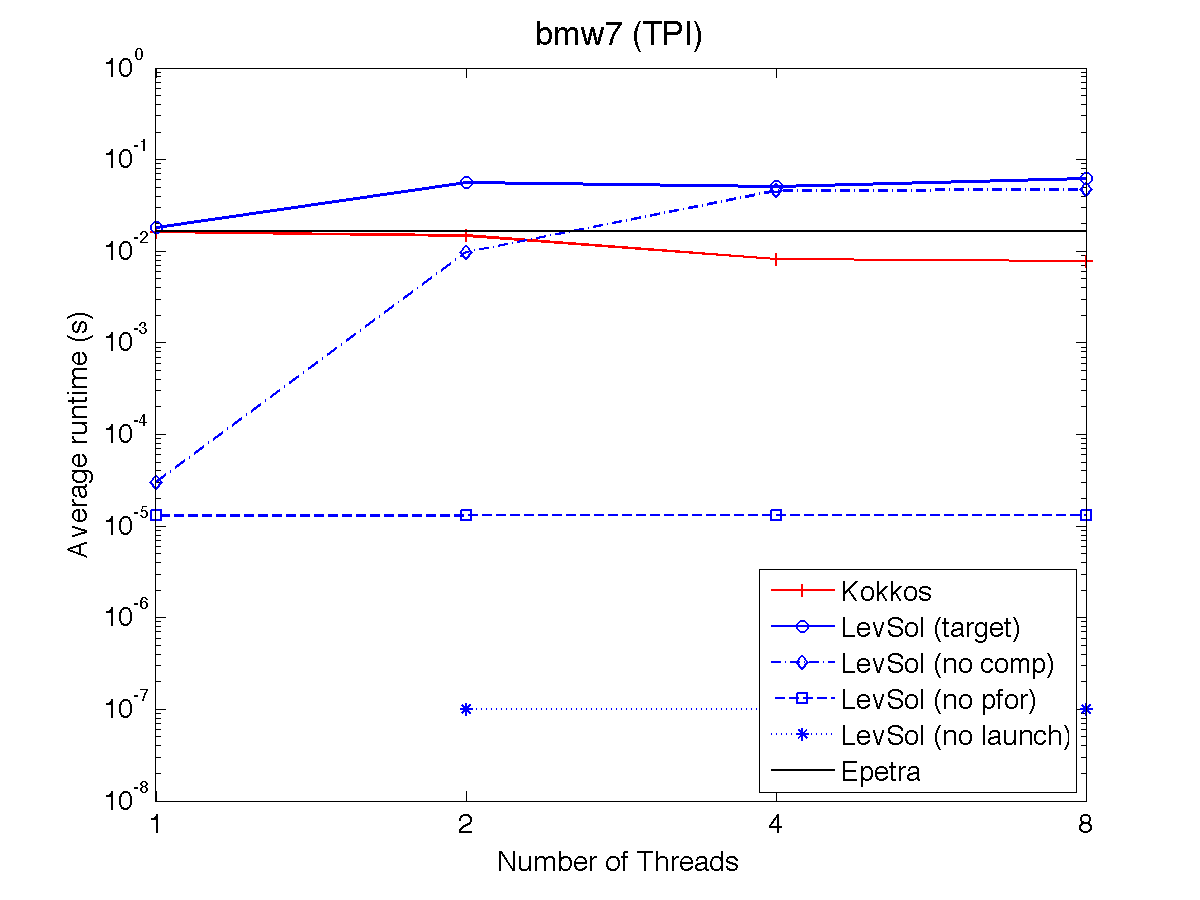 bmw7 (TPI)
10^0
10^-1
10^-2
10^-3
10^-4
10^-5
10^-6
10^-7
10^-8
Average runtime (s)
1 2 4 8
Number of Threads
Kokkos
LevSol (target)
LevSol (no comp)
LevSol (no pfor)
LevSol (no launch)
Epetra